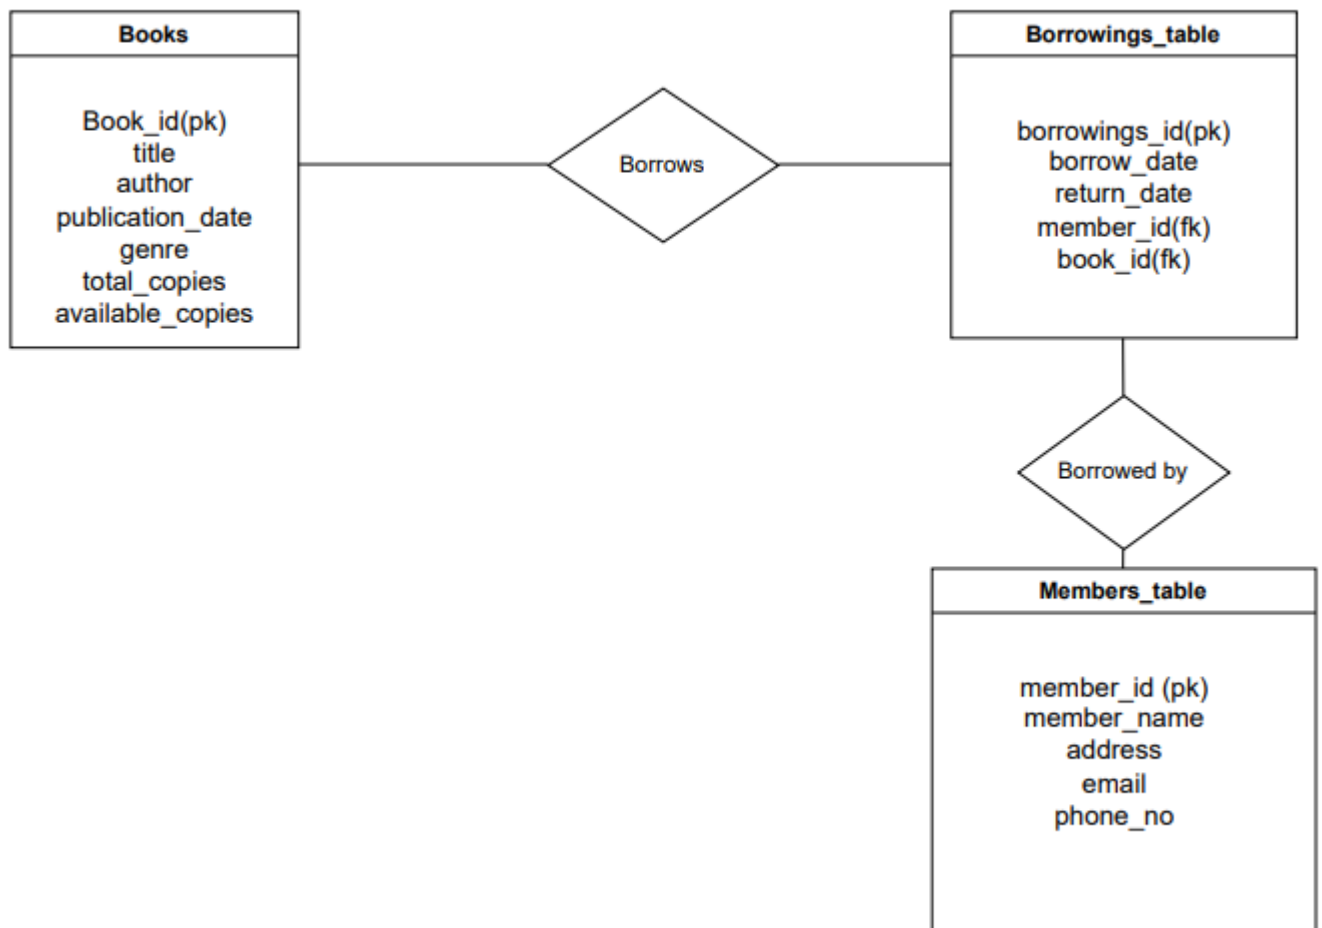 Books
Book_id(pk)
title
author
publication_date
genre
total_copies
available_copies
Borrows
Borrowings_table
borrowings_id(pk)
borrow_date
return_date
member_id(fk)
book_id(fk)
Borrowed by
Members_table
member_id (pk)
member_name
address
email
phone_no